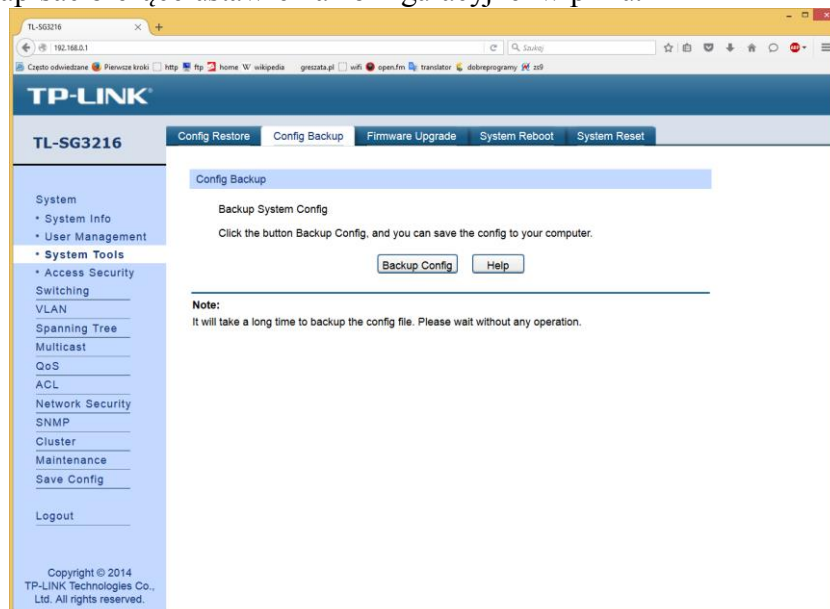 TL-SG3216
192.168.0.1
Szukaj
Często odwiedzane Pierwsze kroki http ftp home wikipedia greszata.pl wifi open.fm translator dobreprogramy zs9
TP-LINK
TL-SG3216
Config Restore Config Backup Firmware Upgrade System Reboot System Reset
Config Backup
Backup System Config
Click the button Backup Config, and you can save the config to your computer.
Backup Config Help
Note:
It will take a long time to backup the config file. Please wait without any operation.
System
• System Info
• User Management
• System Tools
• Access Security
Switching
VLAN
Spanning Tree
Multicast
QoS
ACL
Network Security
SNMP
Cluster
Maintenance
Save Config
Logout
Copyright © 2014
TP-LINK Technologies Co.,
Ltd. All rights reserved.